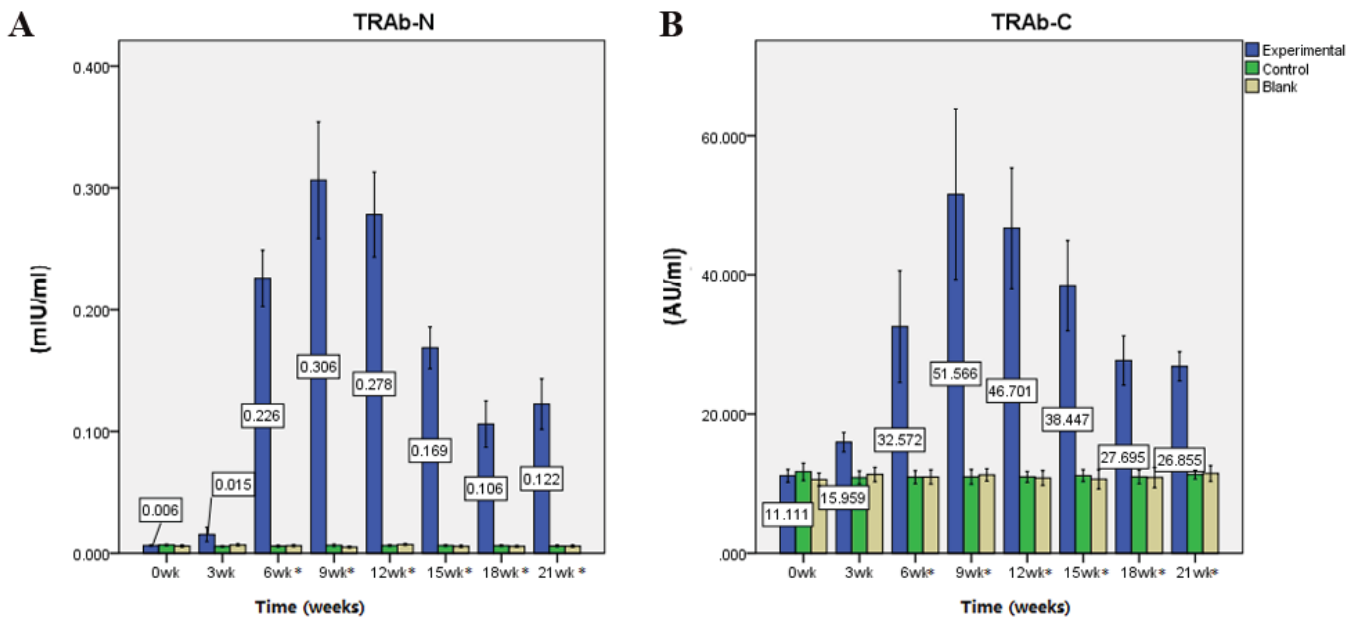 A
TRAb-N
0.400
0.300
0.200
0.100
0.000
(mIU/ml)
0.006
0.015
0.226
0.306
0.278
0.169
0.106
0.122
0wk 3wk 6wk* 9wk* 12wk* 15wk* 18wk* 21wk*
Time (weeks)
B
TRAb-C
Experimental
Control
Blank
60.000
40.000
20.000
.000
(AU/ml)
11.111
15.959
32.572
51.566
46.701
38.447
27.695
26.855
0wk 3wk 6wk* 9wk* 12wk* 15wk* 18wk* 21wk*
Time (weeks)